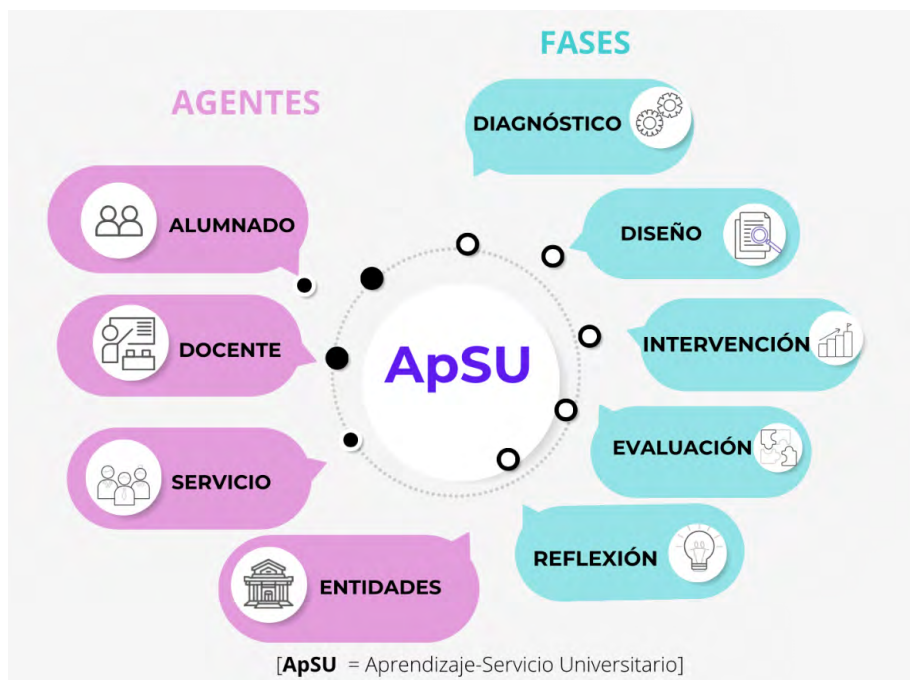 FASES
AGENTES
DIAGNÓSTICO
ALUMNADO
DISEÑO
DOCENTE
INTERVENCIÓN
ApSU
EVALUACIÓN
SERVICIO
REFLEXIÓN
ENTIDADES
[ApSU = Aprendizaje-Servicio Universitario]